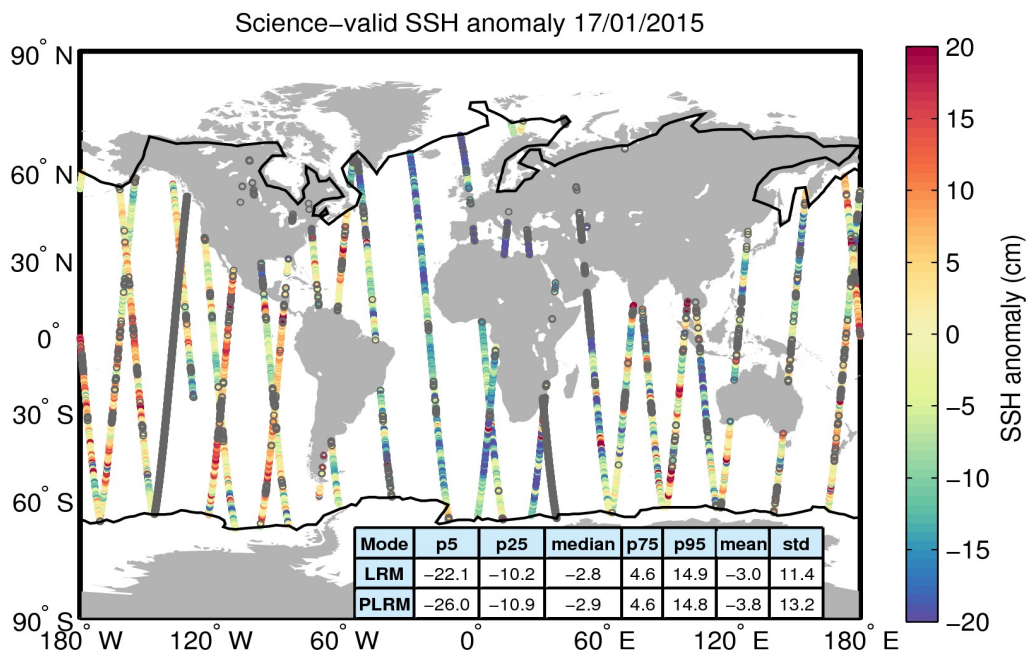 Science−valid SSH anomaly 17/01/2015
90° N
60° N
30° N
0°
30° S
60° S
90° S
180° W
120° W
60° W
0°
60° E
120° E
180° E
Mode p5 p25 median p75 p95 mean std
LRM −22.1 −10.2 −2.8 4.6 14.9 −3.0 11.4
PLRM −26.0 −10.9 −2.9 4.6 14.8 −3.8 13.2
20
15
10
5
0
−5
−10
−15
−20
SSH anomaly (cm)